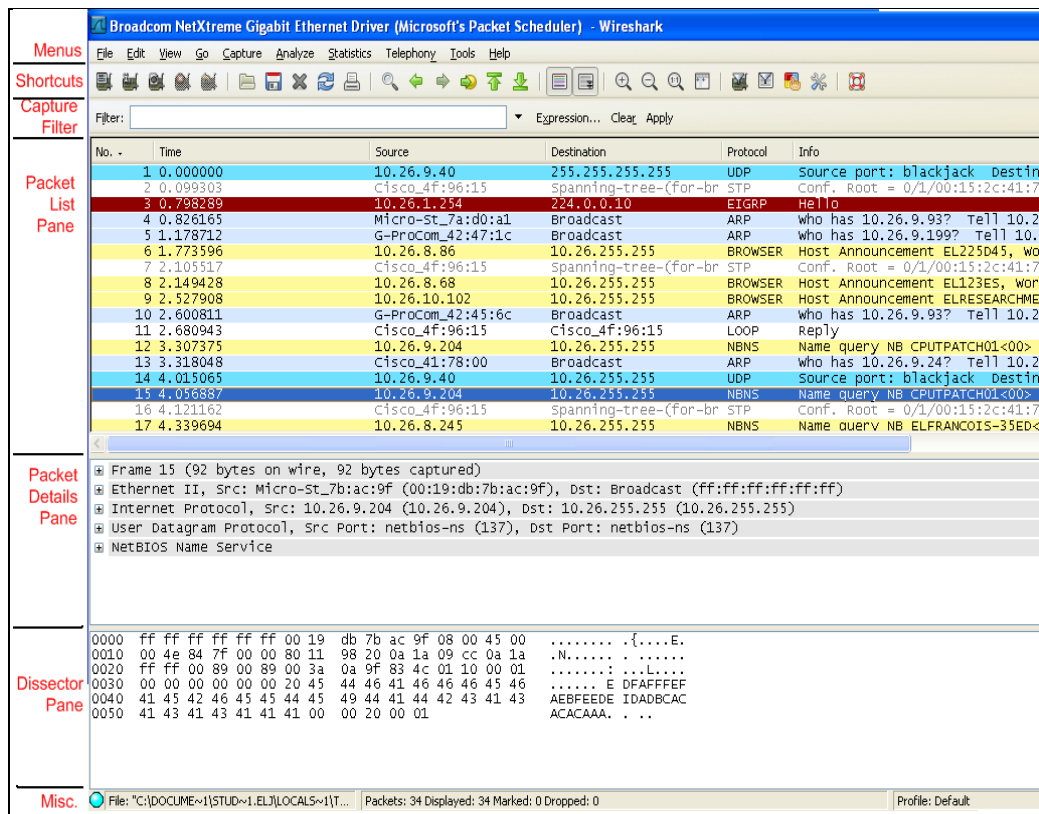 Broadcom NetXtreme Gigabit Ethernet Driver (Microsoft's Packet Scheduler) - Wireshark
Menus
File Edit View Go Capture Analyze Statistics Telephony Tools Help
Shortcuts
Capture Filter
Filter: Expression... Clear Apply
Packet List Pane
No. - Time Source Destination Protocol Info
1 0.000000 10.26.9.40 255.255.255.255 UDP Source port: blackjack Destin
2 0.099303 Cisco_4f:96:15 Spanning-tree-(for-br STP Conf. Root = 0/1/00:15:2c:41:7
3 0.798289 10.26.1.254 224.0.0.10 EIGRP Hello
4 0.826165 Micro-St_7a:d0:a1 Broadcast ARP who has 10.26.9.93? Tell 10.2
5 1.178712 G-ProCom_42:47:1c Broadcast ARP who has 10.26.9.199? Tell 10.
6 1.773596 10.26.8.86 10.26.255.255 BROWSER Host Announcement EL225D45, Wo
7 2.105517 Cisco_4f:96:15 Spanning-tree-(for-br STP Conf. Root = 0/1/00:15:2c:41:7
8 2.149428 10.26.8.68 10.26.255.255 BROWSER Host Announcement EL123ES, Wor
9 2.527908 10.26.10.102 10.26.255.255 BROWSER Host Announcement ELRESEARCHME
10 2.600811 G-ProCom_42:45:6c Broadcast ARP who has 10.26.9.93? Tell 10.2
11 2.680943 Cisco_4f:96:15 Cisco_4f:96:15 LOOP Reply
12 3.307375 10.26.9.204 10.26.255.255 NBNS Name query NB CPUTPATCH01<00>
13 3.318048 Cisco_41:78:00 Broadcast ARP who has 10.26.9.24? Tell 10.2
14 4.015065 10.26.9.40 10.26.255.255 UDP Source port: blackjack Destin
15 4.056887 10.26.9.204 10.26.255.255 NBNS Name query NB CPUTPATCH01<00>
16 4.121162 Cisco_4f:96:15 Spanning-tree-(for-br STP Conf. Root = 0/1/00:15:2c:41:7
17 4.339694 10.26.8.245 10.26.255.255 NBNS Name query NB ELFRANCOIS-35ED<
Packet Details Pane
Frame 15 (92 bytes on wire, 92 bytes captured)
Ethernet II, Src: Micro-St_7b:ac:9f (00:19:db:7b:ac:9f), Dst: Broadcast (ff:ff:ff:ff:ff:ff)
Internet Protocol, Src: 10.26.9.204 (10.26.9.204), Dst: 10.26.255.255 (10.26.255.255)
User Datagram Protocol, Src Port: netbios-ns (137), Dst Port: netbios-ns (137)
NetBIOS Name Service
Dissector Pane
0000 ff ff ff ff ff ff 00 19 db 7b ac 9f 08 00 45 00 ........ .{....E.
0010 00 4e 84 7f 00 00 80 11 98 20 0a 1a 09 cc 0a 1a .N...... . ......
0020 ff ff 00 89 00 89 00 3a 0a 9f 83 4c 01 10 00 01 .......: ...L....
0030 00 00 00 00 00 00 20 45 44 46 41 46 46 46 45 46 ...... E DFAFFFEF
0040 41 45 42 46 45 45 44 45 49 44 41 44 42 43 41 43 AEBFEEDE IDADBCAC
0050 41 43 41 43 41 41 41 00 00 20 00 01 ACACAAA. . ..
Misc.
File: "C:\DOCUME~1\STUD~1.ELJ\LOCALS~1\T... Packets: 34 Displayed: 34 Marked: 0 Dropped: 0 Profile: Default